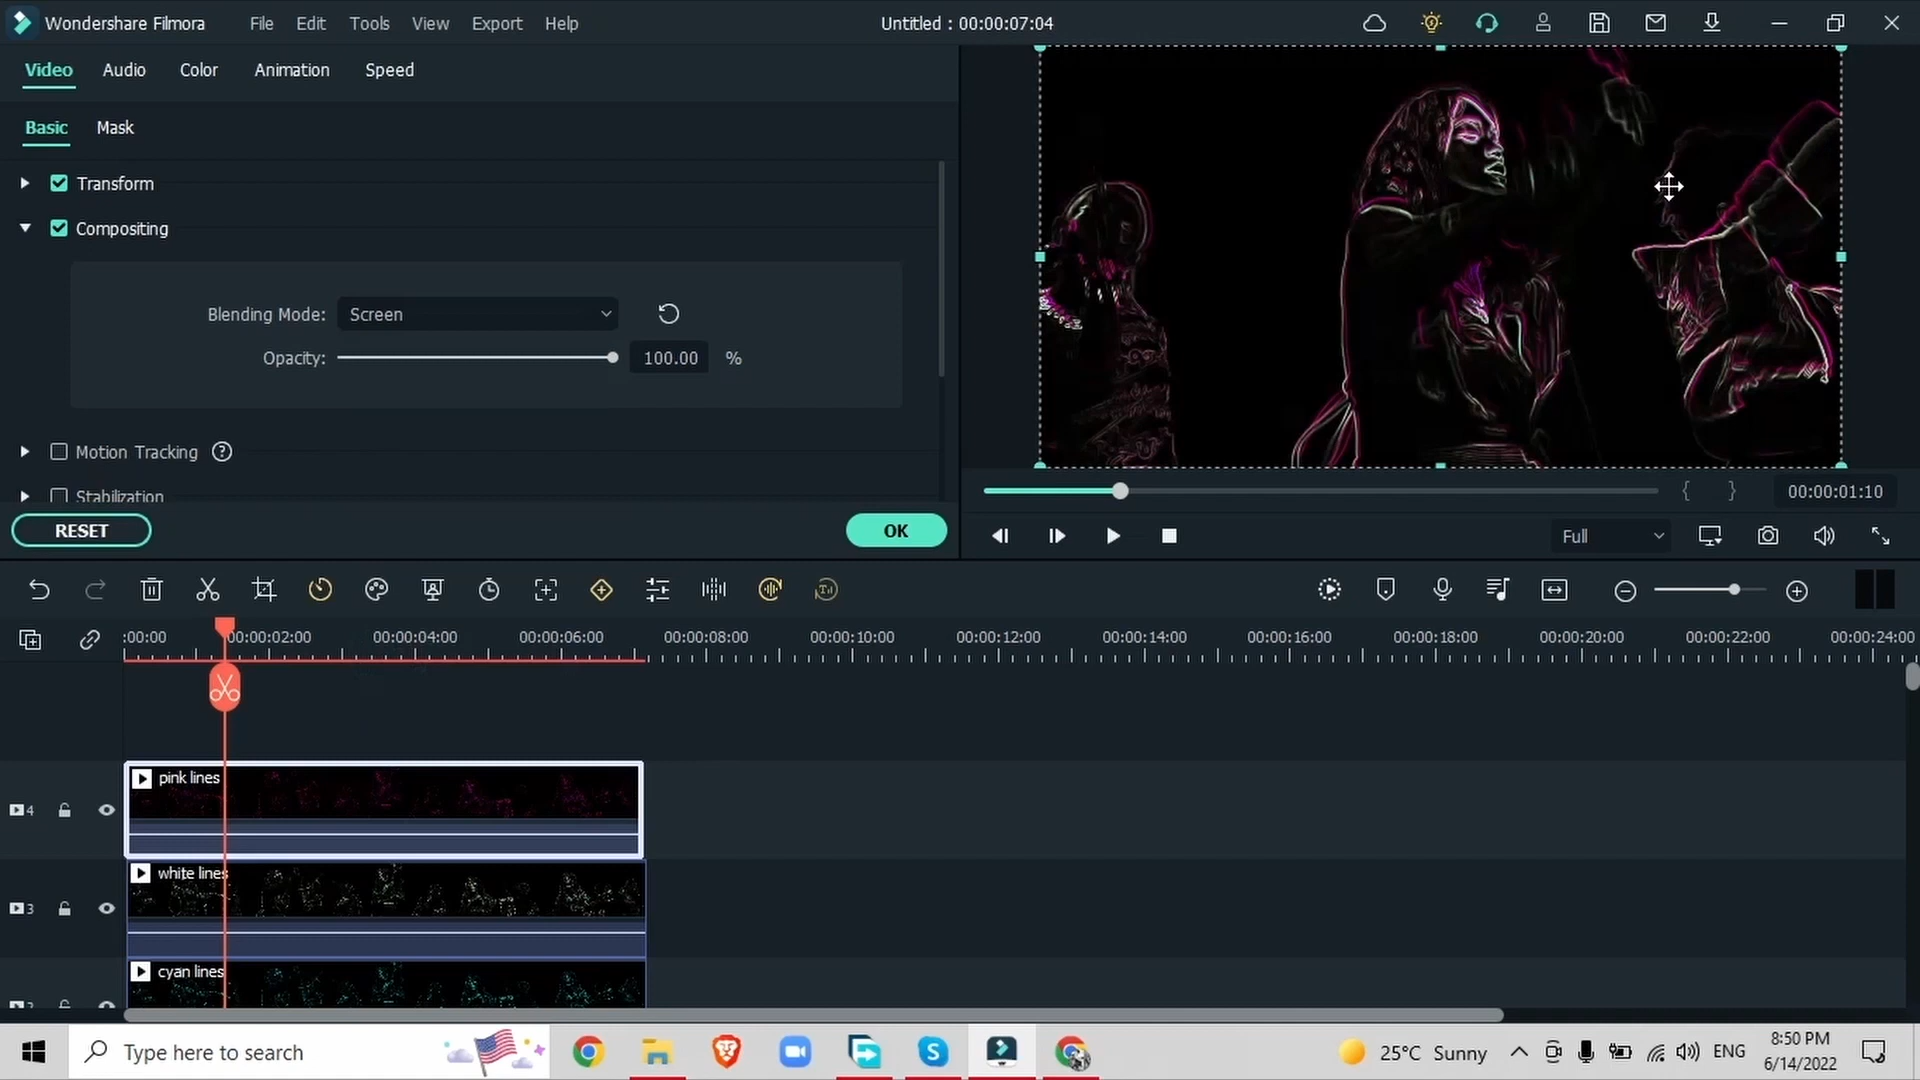 Wondershare Filmora File Edit Tools View Export Help Untitled : 00:00:07:04
Video Audio Color Animation Speed
Basic Mask
Transform
Compositing
Blending Mode: Screen
Opacity: 100.00 %
Motion Tracking ?
Stabilization
RESET OK
{ } 00:00:01:10
Full
:00:00 00:00:02:00 00:00:04:00 00:00:06:00 00:00:08:00 00:00:10:00 00:00:12:00 00:00:14:00 00:00:16:00 00:00:18:00 00:00:20:00 00:00:22:00 00:00:24:00
pink lines
4
white lines
3
cyan lines
Type here to search
25°C Sunny
ENG
8:50 PM
6/14/2022